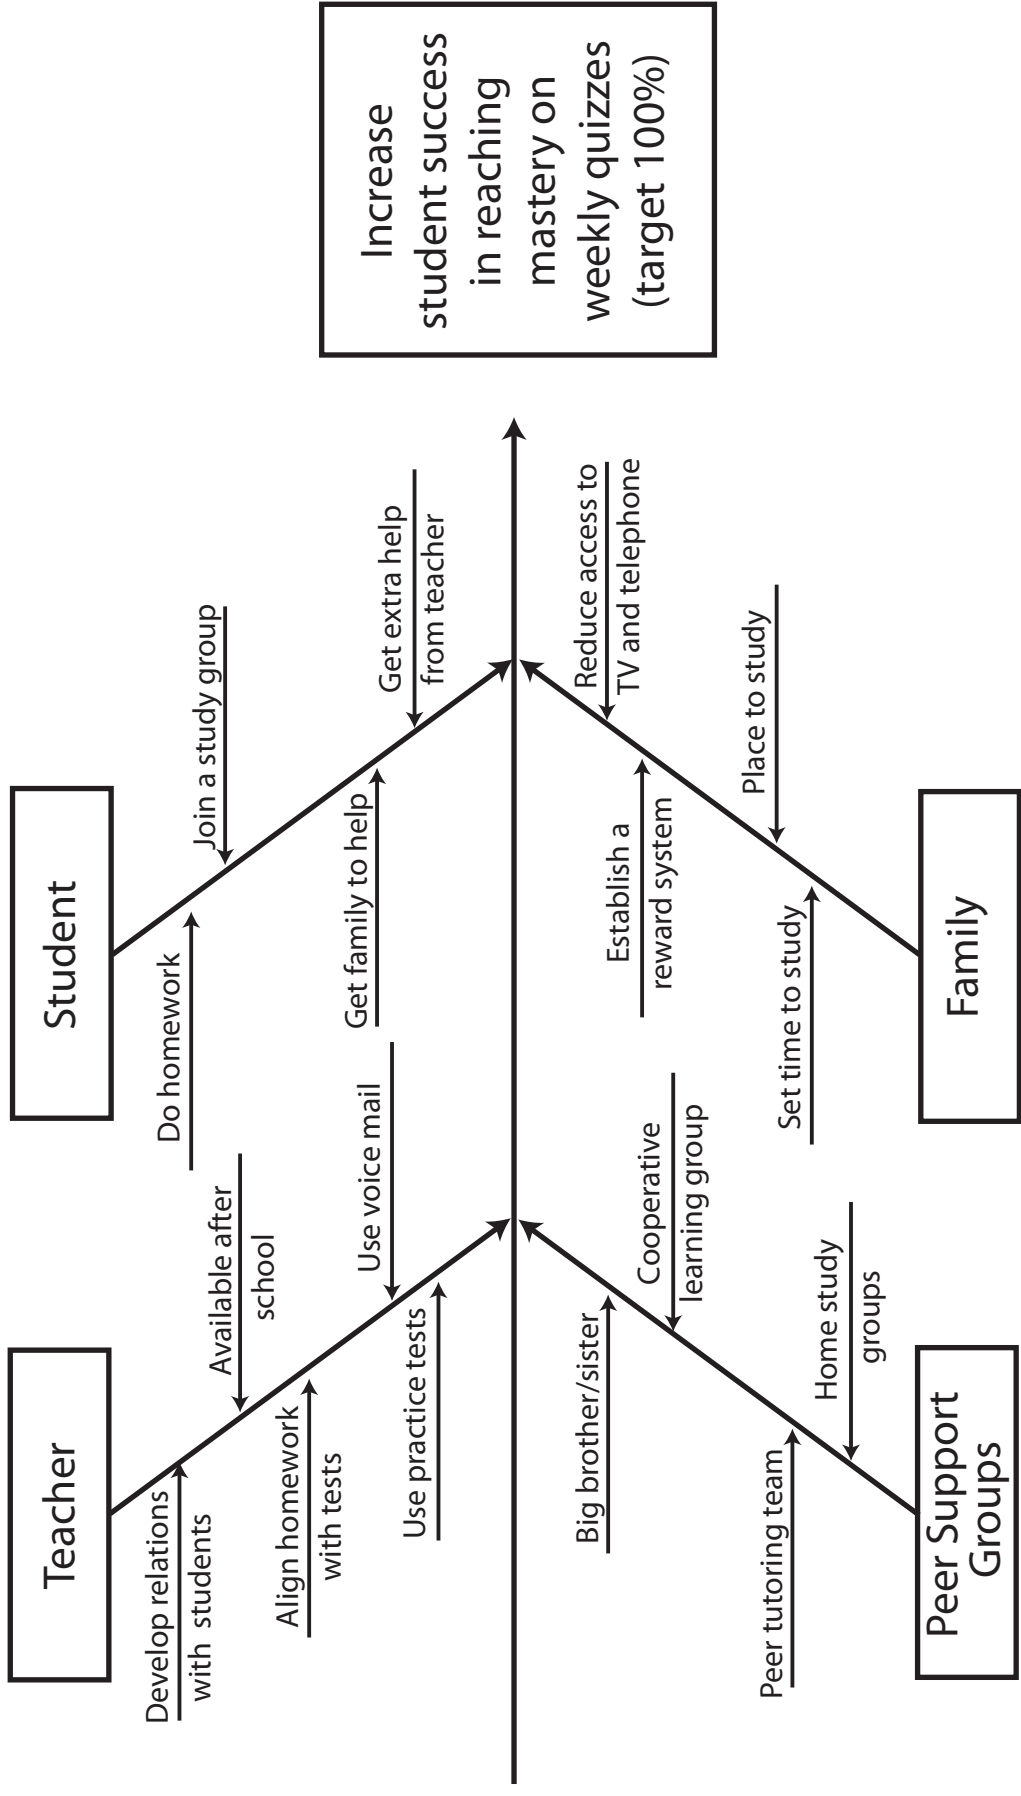 Teacher
Develop relations
with students
Available after
school
Align homework
with tests
Use voice mail
Use practice tests
Student
Do homework
Join a study group
Get family to help
Get extra help
from teacher
Increase
student success
in reaching
mastery on
weekly quizzes
(target 100%)
Big brother/sister
Cooperative
learning group
Peer tutoring team
Home study
groups
Peer Support
Groups
Reduce access to
TV and telephone
Establish a
reward system
Place to study
Set time to study
Family